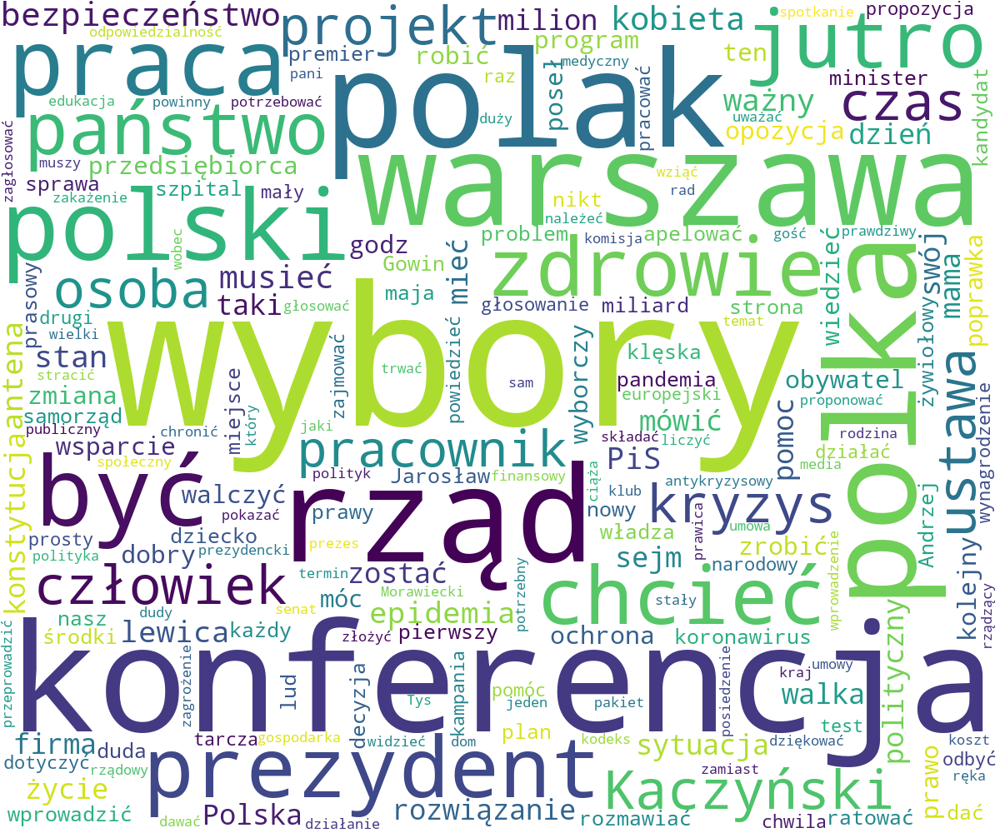 bezpieczeństwo
odpowiedzialność
projekt
milion
kobieta
spotkanie
propozycja
praca
premier
pani
robić
program
raz
poseł
medyczny
ten
jutro
minister
polak
duży
pracować
ważny
uważać
czas
kandydat
edukacja
powinny
potrzebować
państwo
opozycja
dzień
zagłosować
muszy
przedsiębiorca
warszawa
wziąć
rad
sprawa
zakażenie
szpital
mały
nikt
należeć
polski
wobec
godz
problem
komisja
apelować
gość
prawdziwy
Gowin
mieć
zdrowie
wiedzieć
polka
żywiołowy
swój
mama
poprawka
prasowy
osoba
musieć
taki
głosować
maja
głosowanie
miliard
strona
temat
drugi
wielki
wybory
antena
konstytucja
stan
stracić
zmiana
samorząd
publiczny
chronić
miejsce
który
zajmować
jaki
trwać
powiedzieć
sam
wyborczy
klęska
pandemia
europejski
mówić
obywatel
proponować
ustawa
wynagrodzenie
wsparcie
społeczny
pracownik
składać
liczyć
PiS
pomoc
rodzina
działać
media
być
walczyć
polityk
Jarosław
finansowy
ciąża
klub
antykryzysowy
pokazać
prawy
rząd
nowy
kryzys
prawica
umowa
Andrzej
prosty
polityka
dziecko
dobry
prezydencki
prezes
władza
sejm
zrobić
narodowy
wprowadzenie
kolejny
rządzący
człowiek
termin
zostać
Morawiecki
potrzebny
chcieć
stały
polityczny
nasz
dudy
senat
móc
epidemia
przeprowadzić
środki
lewica
każdy
złożyć
pierwszy
ochrona
koronawirus
konferencja
zagrożenie
lud
decyzja
Tys
kampania
pomóc
jeden
pakiet
posiedzenie
kraj
umowy
walka
test
firma
duda
tarcza
gospodarka
widzieć
dom
plan
kodeks
sytuacja
dziękować
koszt
dotyczyć
rządowy
prezydent
zamiast
prawo
odbyć
ręka
życie
Kaczyński
wprowadzić
dawać
Polska
działanie
rozwiązanie
rozmawiać
chwila
ratować
dać